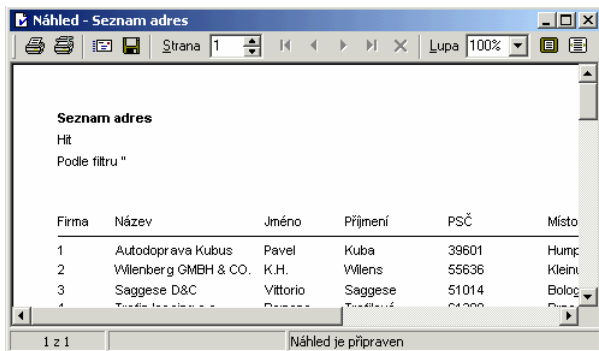 Náhled - Seznam adres
Strana 1 Lupa 100%
Seznam adres
Hit
Podle filtru "
Firma Název Jméno Příjmení PSČ Místo
1 Autodoprava Kubus Pavel Kuba 39601 Hump
2 Wilenberg GMBH & CO. K.H. Wilens 55636 Klein
3 Saggese D&C Vittorio Saggese 51014 Bolog
1 z 1 Náhled je připraven